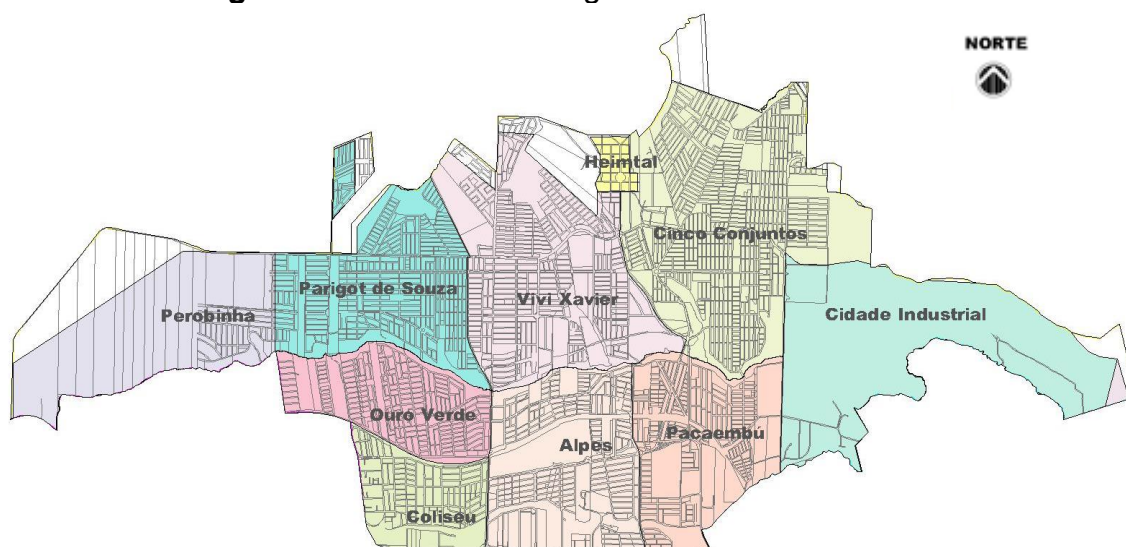 NORTE
Heimtal
Cinco Conjuntos
Parigot de Souza
Vivi Xavier
Perobinha
Cidade Industrial
Ouro Verde
Alpes
Pacaembú
Coliseu